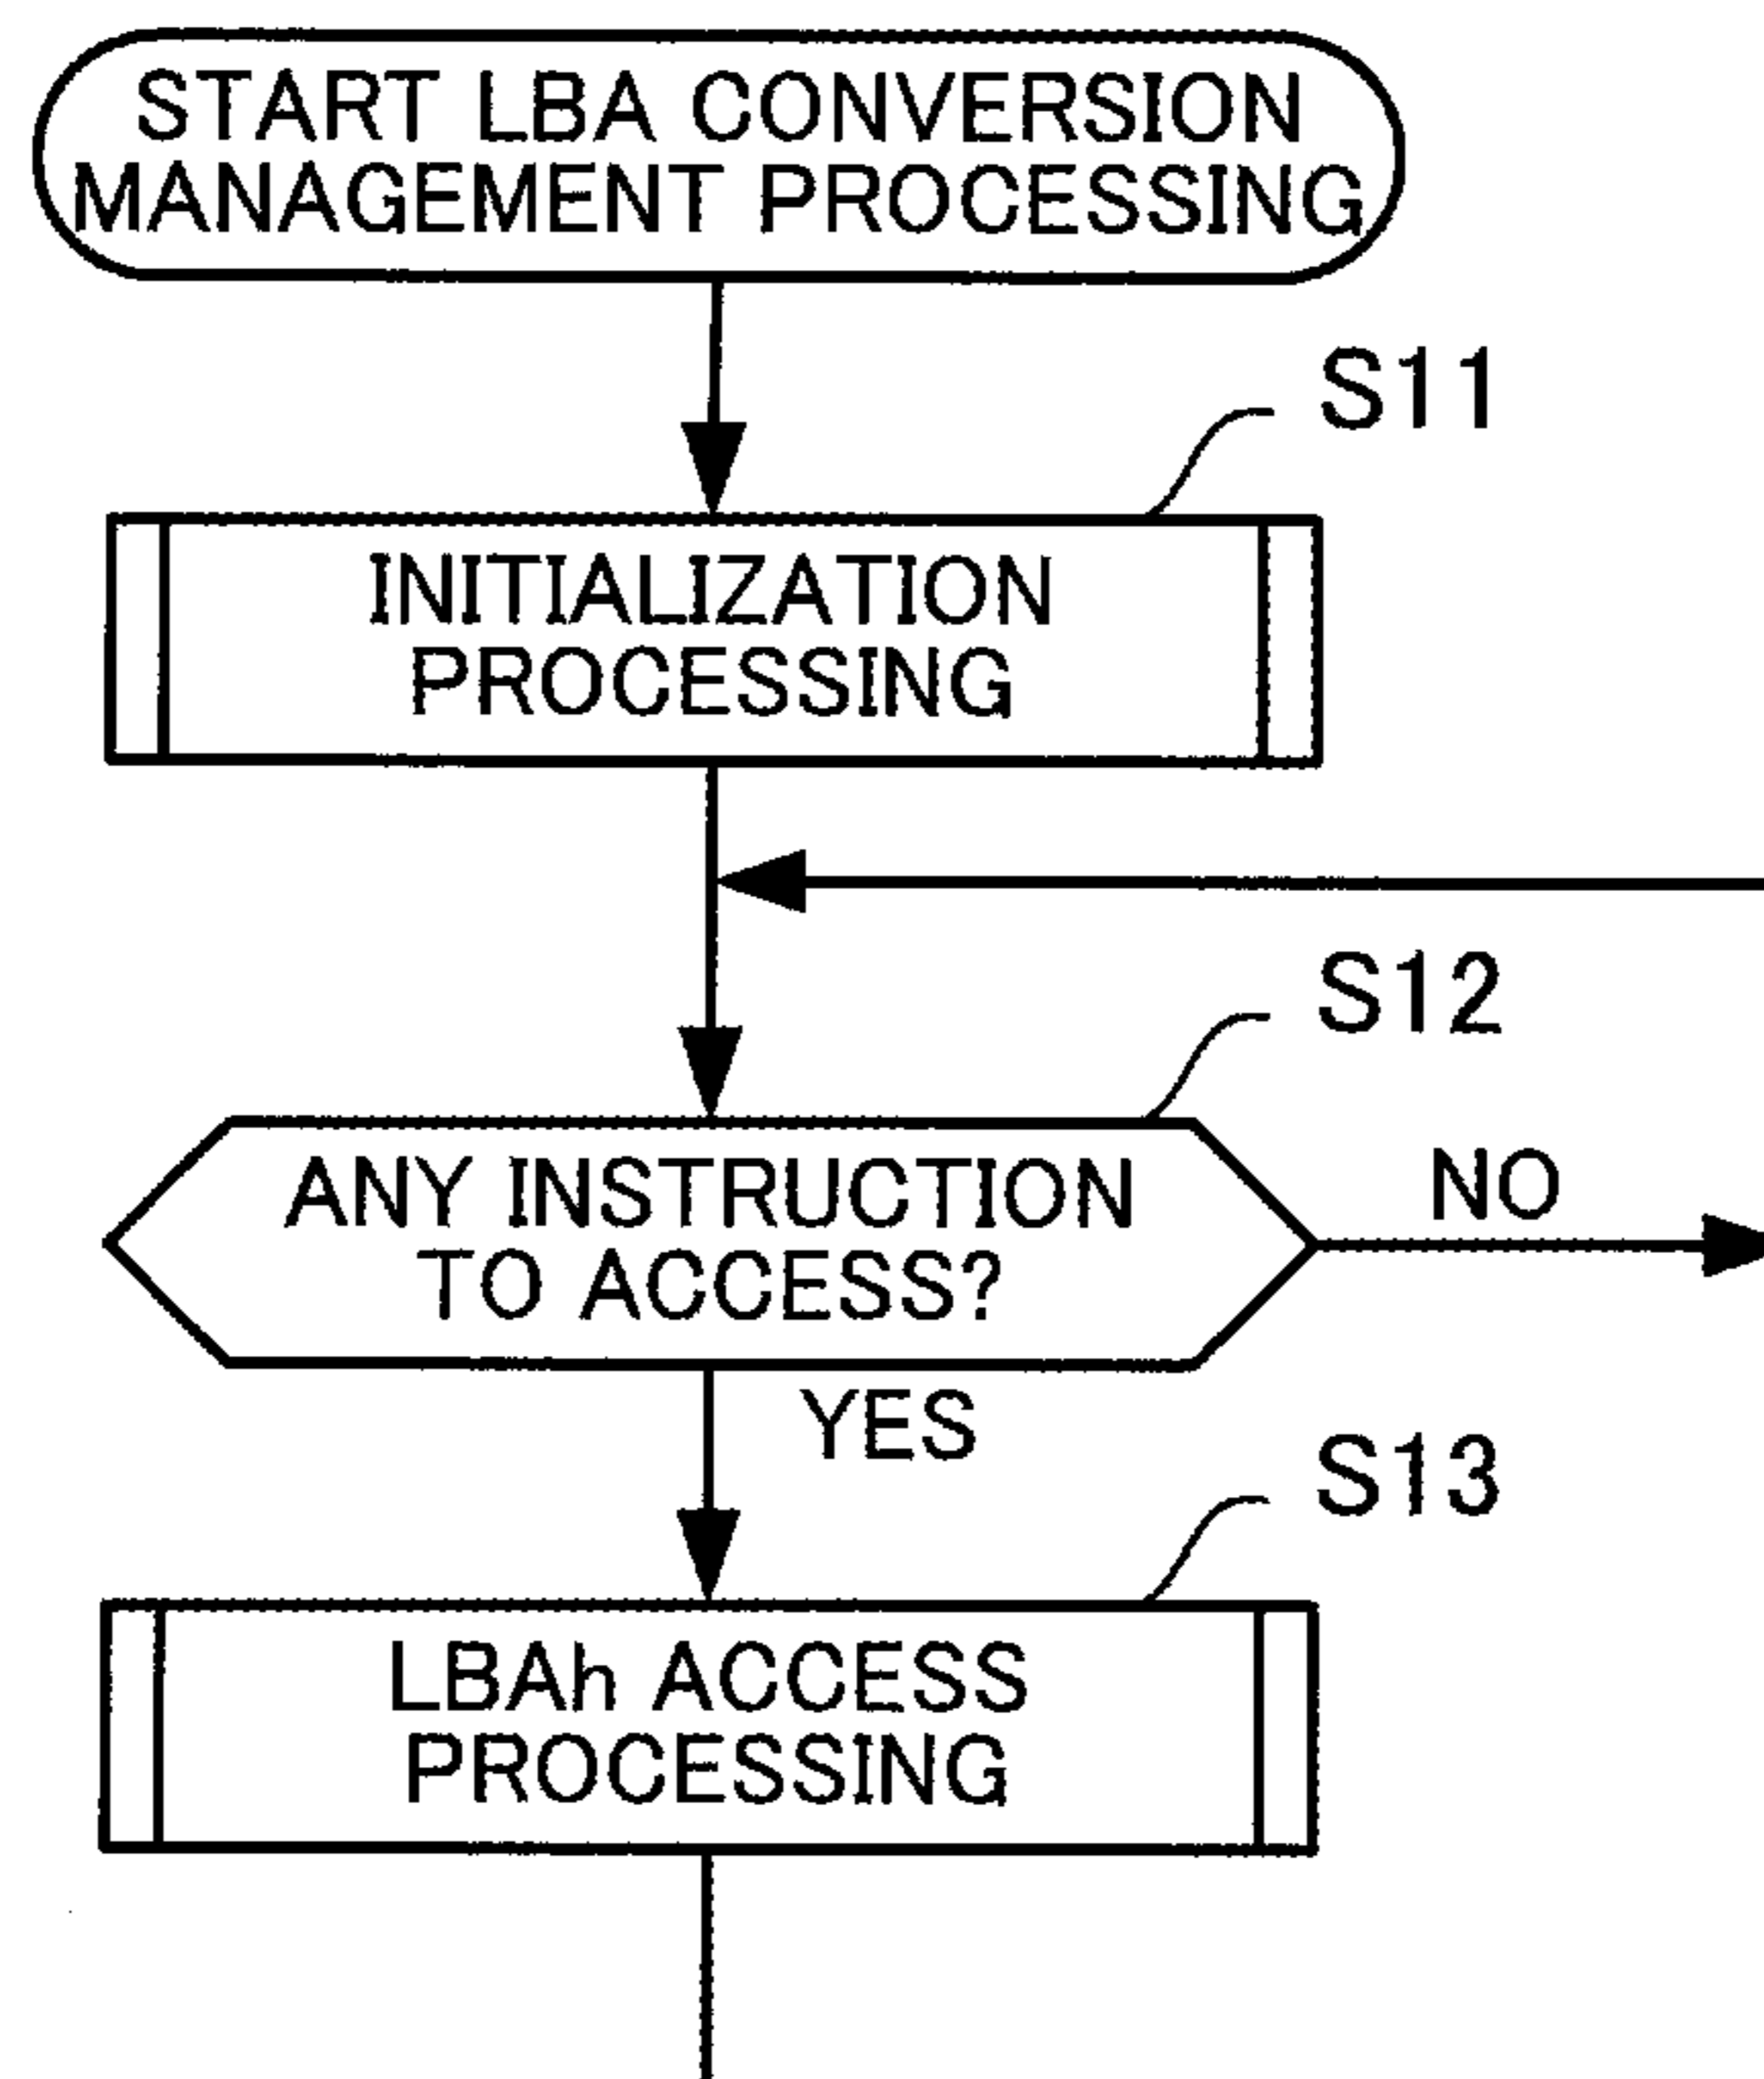 START LBA CONVERSION
MANAGEMENT PROCESSING
S11
INITIALIZATION
PROCESSING
S12
ANY INSTRUCTION
TO ACCESS?
NO
YES
S13
LBAh ACCESS
PROCESSING